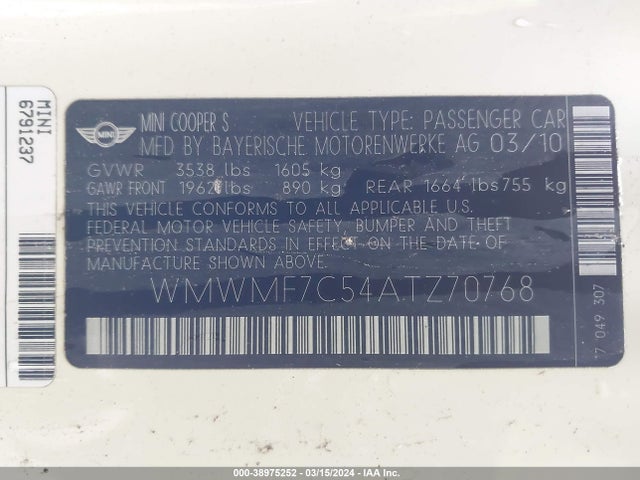 MINI
6791237
MINI
MINI COOPER S VEHICLE TYPE: PASSENGER CAR
MFD BY BAYERISCHE MOTORENWERKE AG 03/10
GVWR 3538 lbs 1605 kg
GAWR FRONT 1962 lbs 890 kg REAR 1664 lbs 755 kg
THIS VEHICLE CONFORMS TO ALL APPLICABLE U.S.
FEDERAL MOTOR VEHICLE SAFETY, BUMPER AND THEFT
PREVENTION STANDARDS IN EFFECT ON THE DATE OF
MANUFACTURE SHOWN ABOVE.
WMWMF7C54ATZ70768
7 049 307
000-38975252 - 03/15/2024 - IAA Inc.